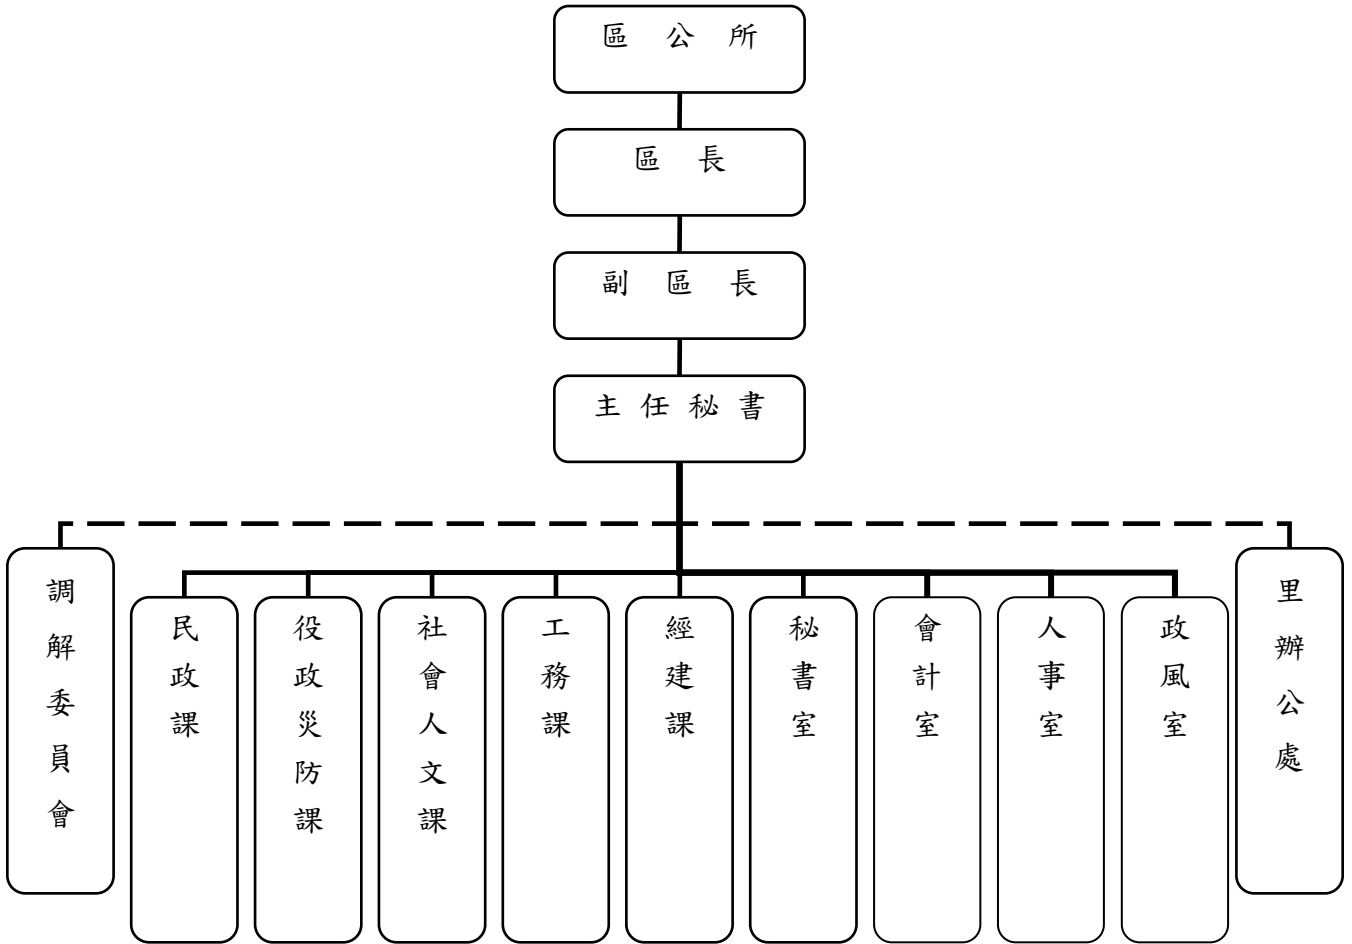 區公所
區長
副區長
主任秘書
調解委員會
民政課
役政災防課
社會人文課
工務課
經建課
秘書室
會計室
人事室
政風室
里辦公處